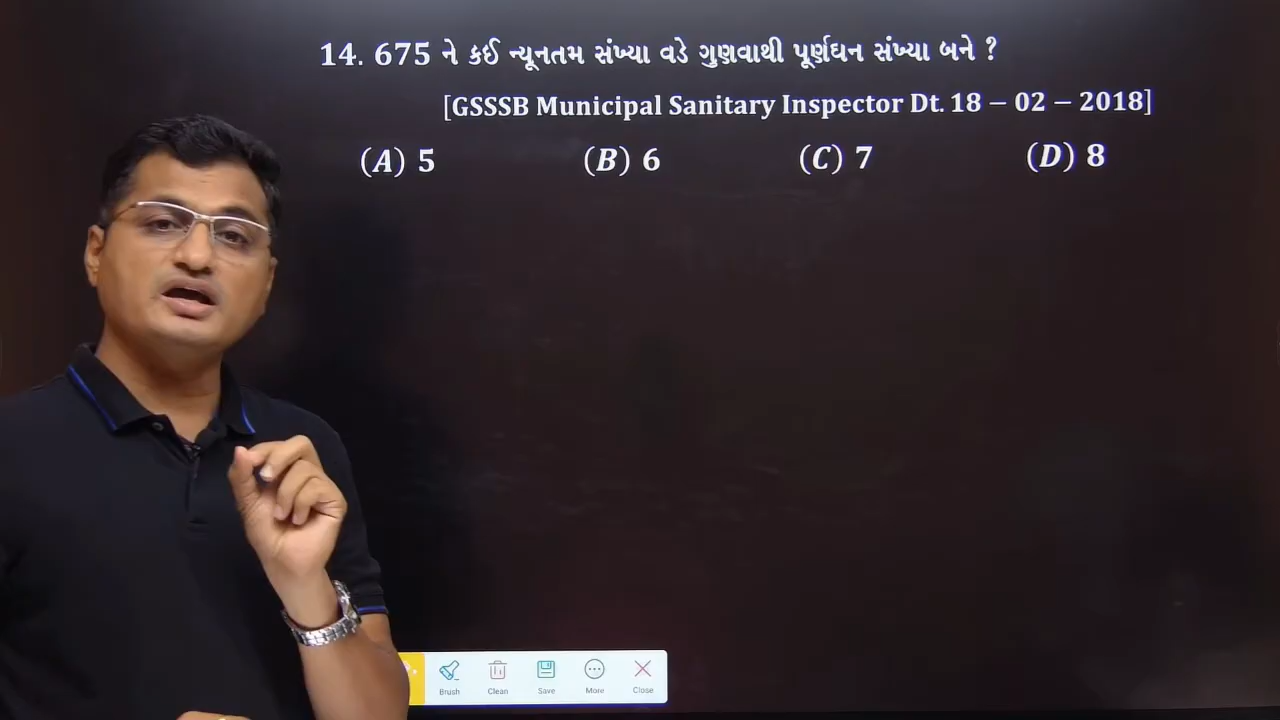 14. 675 ને કઈ ન્યૂનતમ સંખ્યા વડે ગુણવાથી પૂર્ણઘન સંખ્યા બને ?
[GSSSB Municipal Sanitary Inspector Dt. 18 – 02 – 2018]
(A) 5 (B) 6 (C) 7 (D) 8
Brush Clean Save More Close